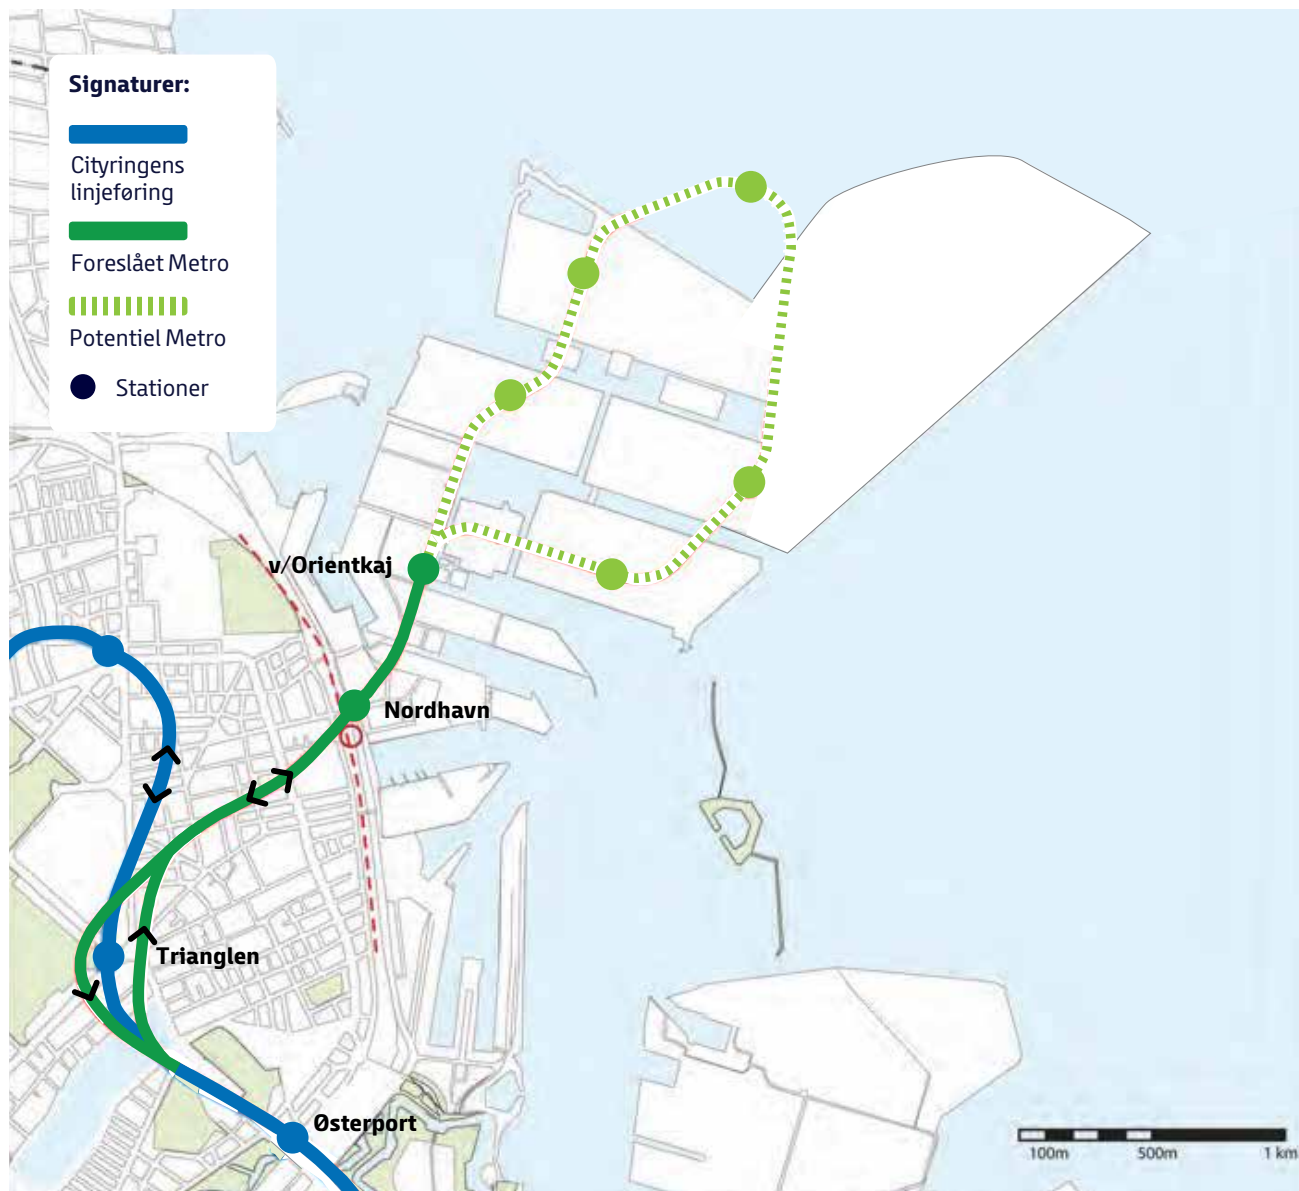 Signaturer:
Cityringens
linjeføring
Foreslået Metro
Potentiel Metro
Stationer
v/Orientkaj
Nordhavn
Trianglen
Østerport
100m 500m 1 km